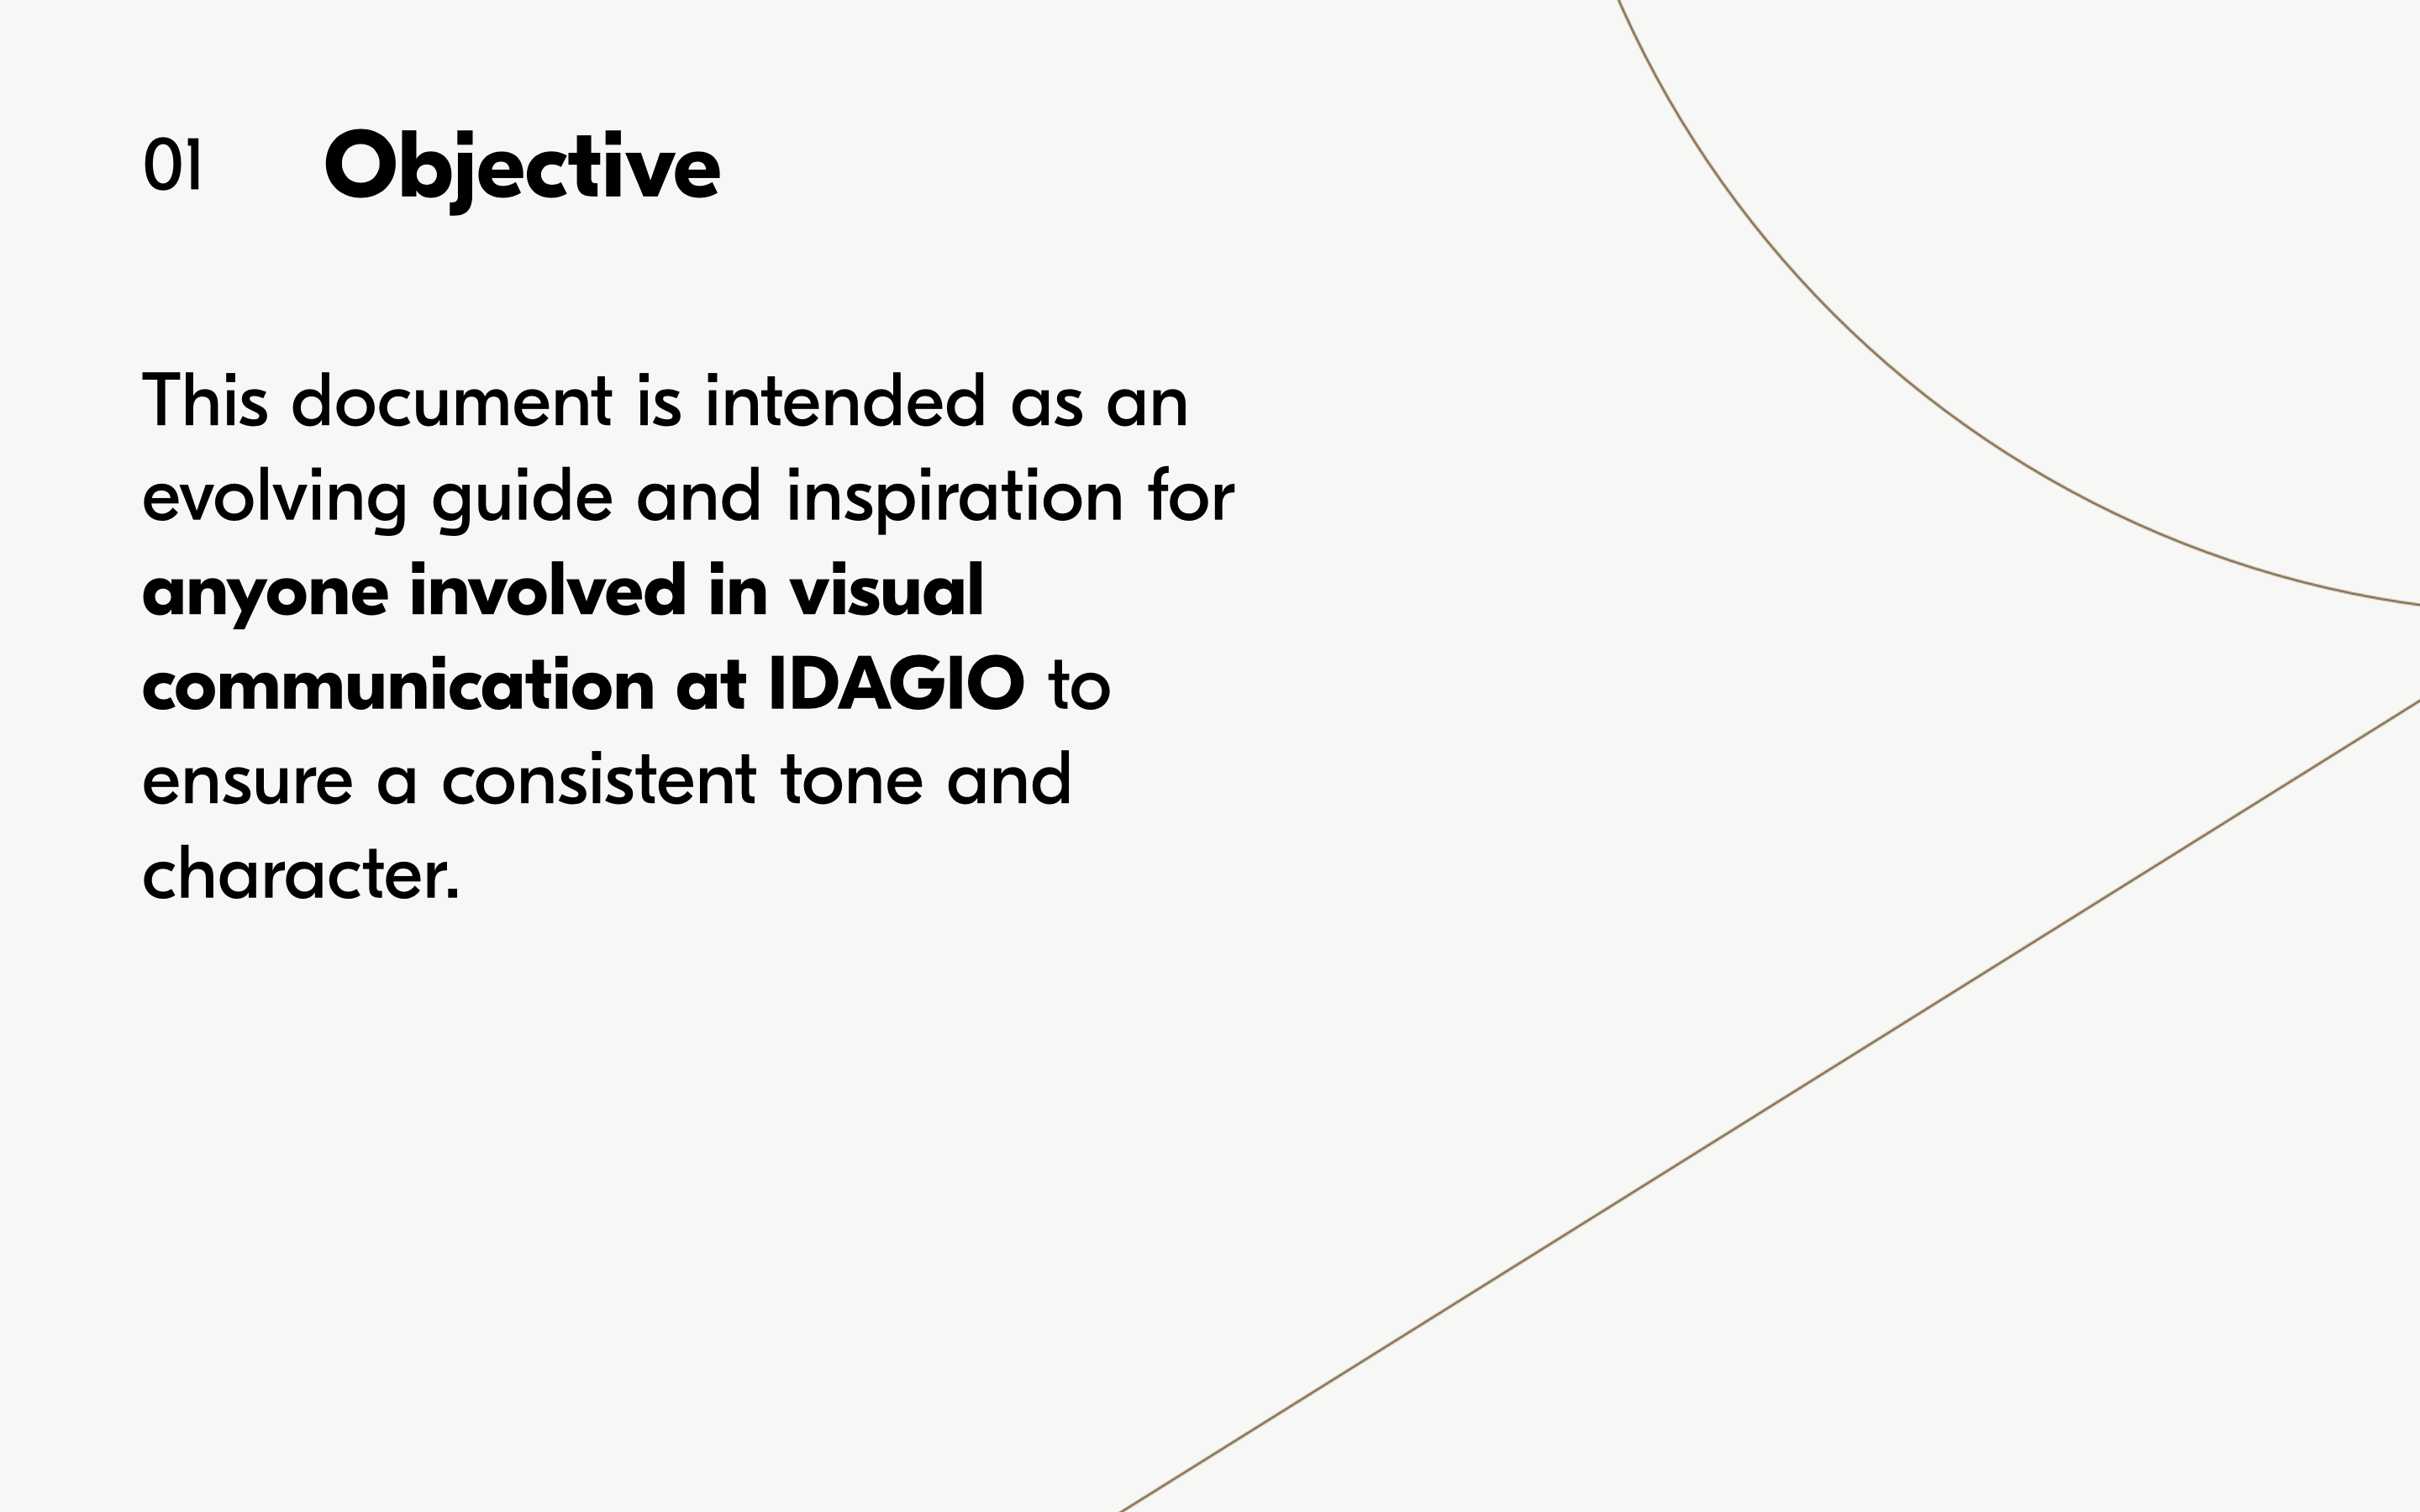 01 Objective
This document is intended as an
evolving guide and inspiration for
anyone involved in visual
communication at IDAGIO to
ensure a consistent tone and
character.